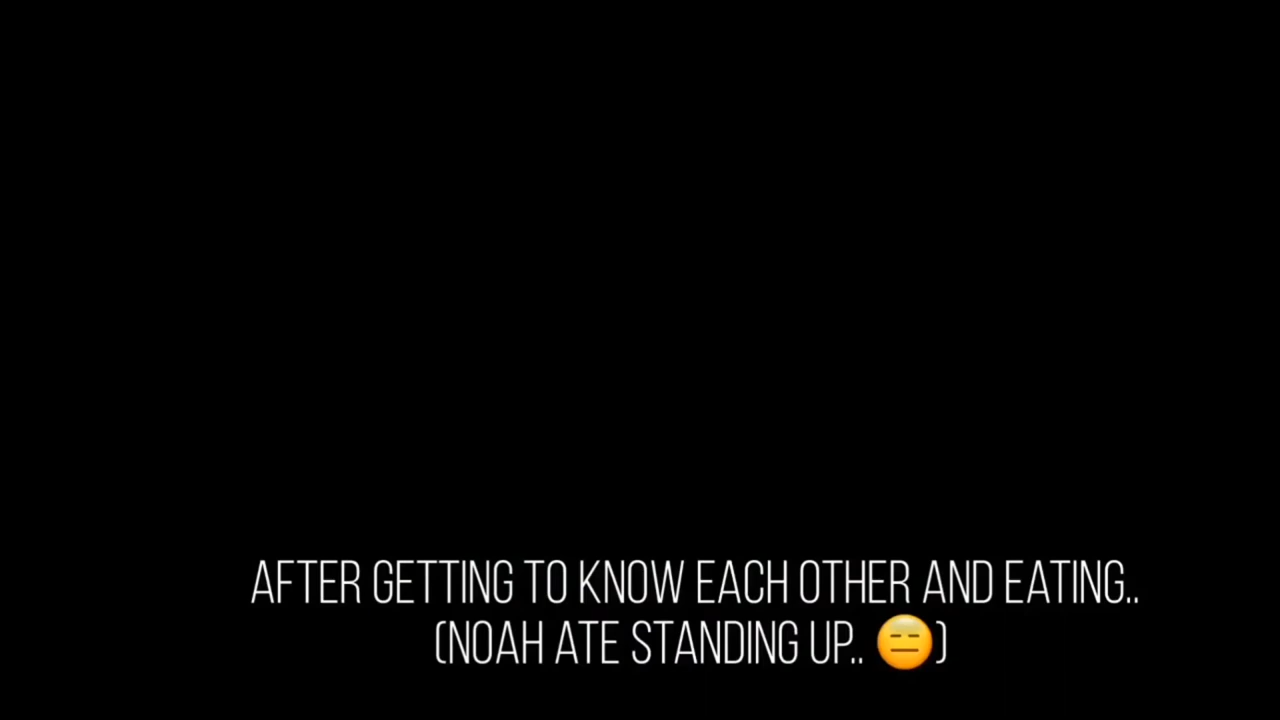 AFTER GETTING TO KNOW EACH OTHER AND EATING..
(NOAH ATE STANDING UP.. 😑)